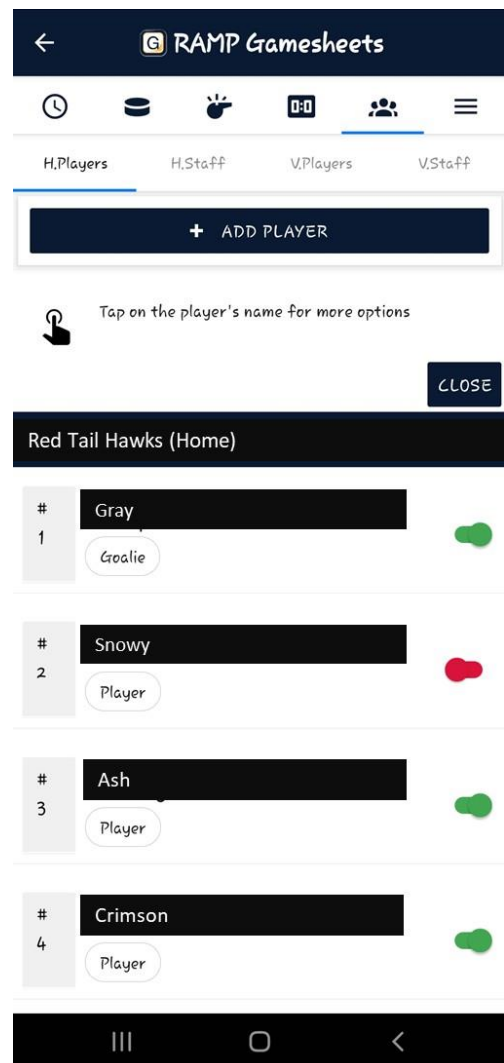 G RAMP Gamesheets
0:0
H.Players H.Staff V.Players V.Staff
+ ADD PLAYER
Tap on the player's name for more options
CLOSE
Red Tail Hawks (Home)
#
1
Gray
Goalie
#
2
Snowy
Player
#
3
Ash
Player
#
4
Crimson
Player